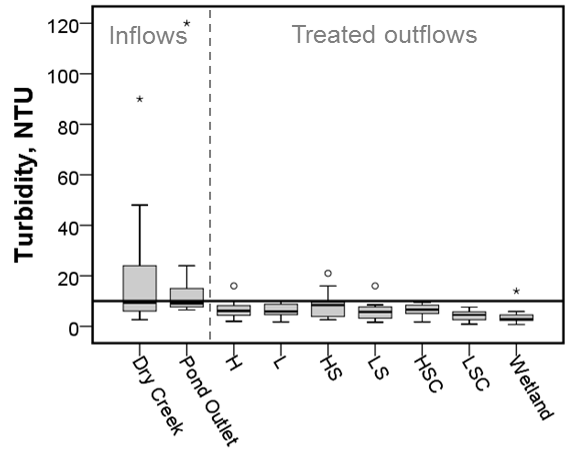 Inflows
Treated outflows
Turbidity, NTU
120
100
80
60
40
20
0
Dry Creek
Pond Outlet
H
L
HS
LS
HSC
LSC
Wetland